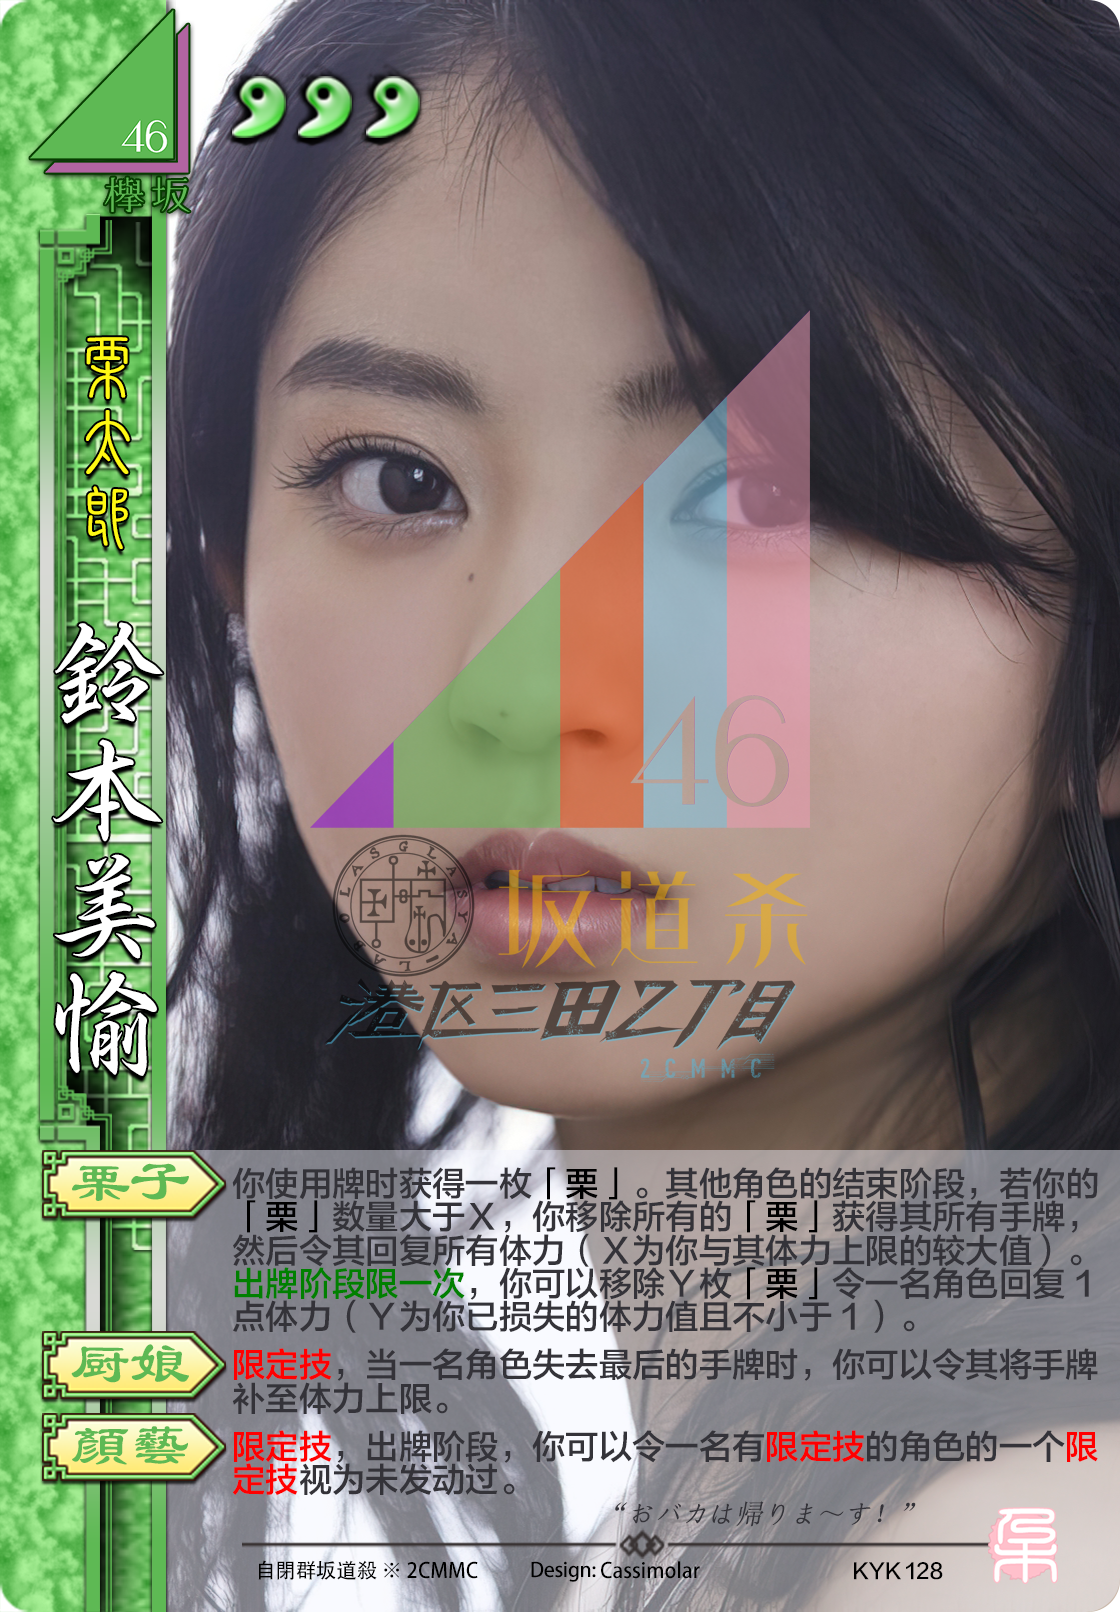 46
欅坂
栗太郎
鈴本美愉
46
GLASYA-LABOLAS
坂道杀
港区三田乙丁目
2CMMC
栗子
你使用牌时获得一枚「栗」。其他角色的结束阶段，若你的
「栗」数量大于X，你移除所有的「栗」获得其所有手牌，
然后令其回复所有体力（X为你与其体力上限的较大值）。
出牌阶段限一次，你可以移除Y枚「栗」令一名角色回复1
点体力（Y为你已损失的体力值且不小于1）。
厨娘
限定技，当一名角色失去最后的手牌时，你可以令其将手牌
补至体力上限。
顏藝
限定技，出牌阶段，你可以令一名有限定技的角色的一个限
定技视为未发动过。
“おバカは帰りま～す！”
自閉群坂道殺 ※ 2CMMC
Design: Cassimolar
KYK 128